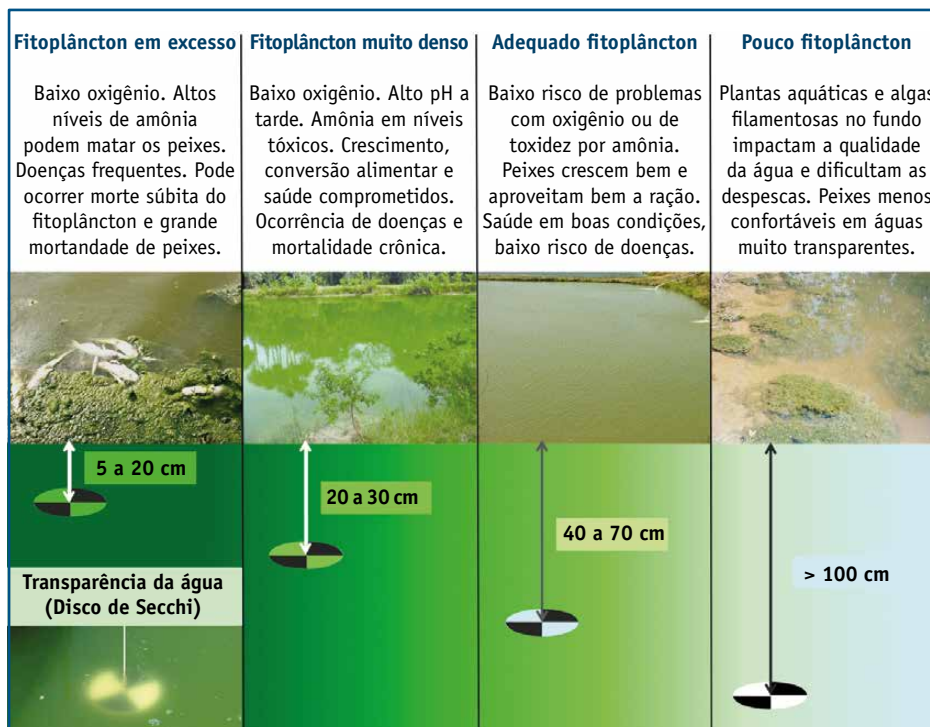 Fitoplâncton em excesso
Baixo oxigênio. Altos
níveis de amônia
podem matar os peixes.
Doenças frequentes. Pode
ocorrer morte súbita do
fitoplâncton e grande
mortandade de peixes.
Fitoplâncton muito denso
Baixo oxigênio. Alto pH a
tarde. Amônia em níveis
tóxicos. Crescimento,
conversão alimentar e
saúde comprometidos.
Ocorrência de doenças e
mortalidade crônica.
Adequado fitoplâncton
Baixo risco de problemas
com oxigênio ou de
toxidez por amônia.
Peixes crescem bem e
aproveitam bem a ração.
Saúde em boas condições,
baixo risco de doenças.
Pouco fitoplâncton
Plantas aquáticas e algas
filamentosas no fundo
impactam a qualidade
da água e dificultam as
despescas. Peixes menos
confortáveis em águas
muito transparentes.
5 a 20 cm
20 a 30 cm
40 a 70 cm
> 100 cm
Transparência da água
(Disco de Secchi)